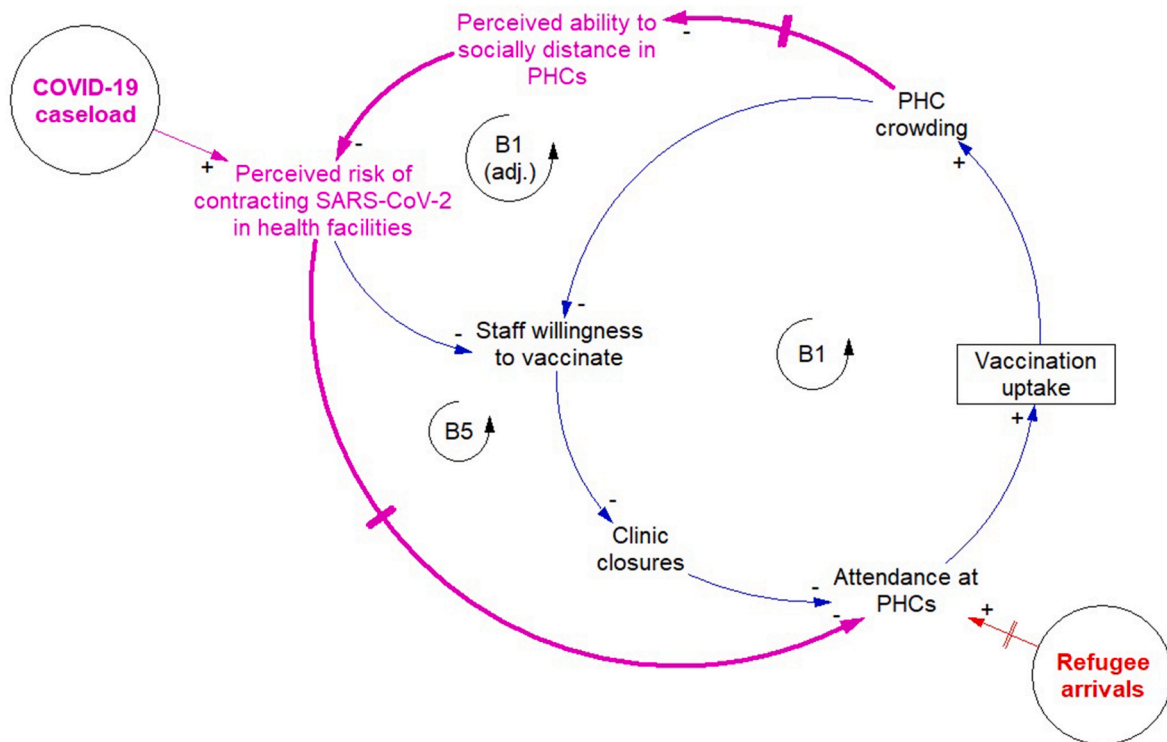 Perceived ability to
socially distance in
PHCs
-
COVID-19
caseload
PHC
crowding
-
B1
(adj.)
+
+
Perceived risk of
contracting SARS-CoV-2
in health facilities
-
-
Staff willingness
to vaccinate
B1
Vaccination
uptake
B5
+
-
Clinic
closures
Attendance at
PHCs
-
-
+
Refugee
arrivals